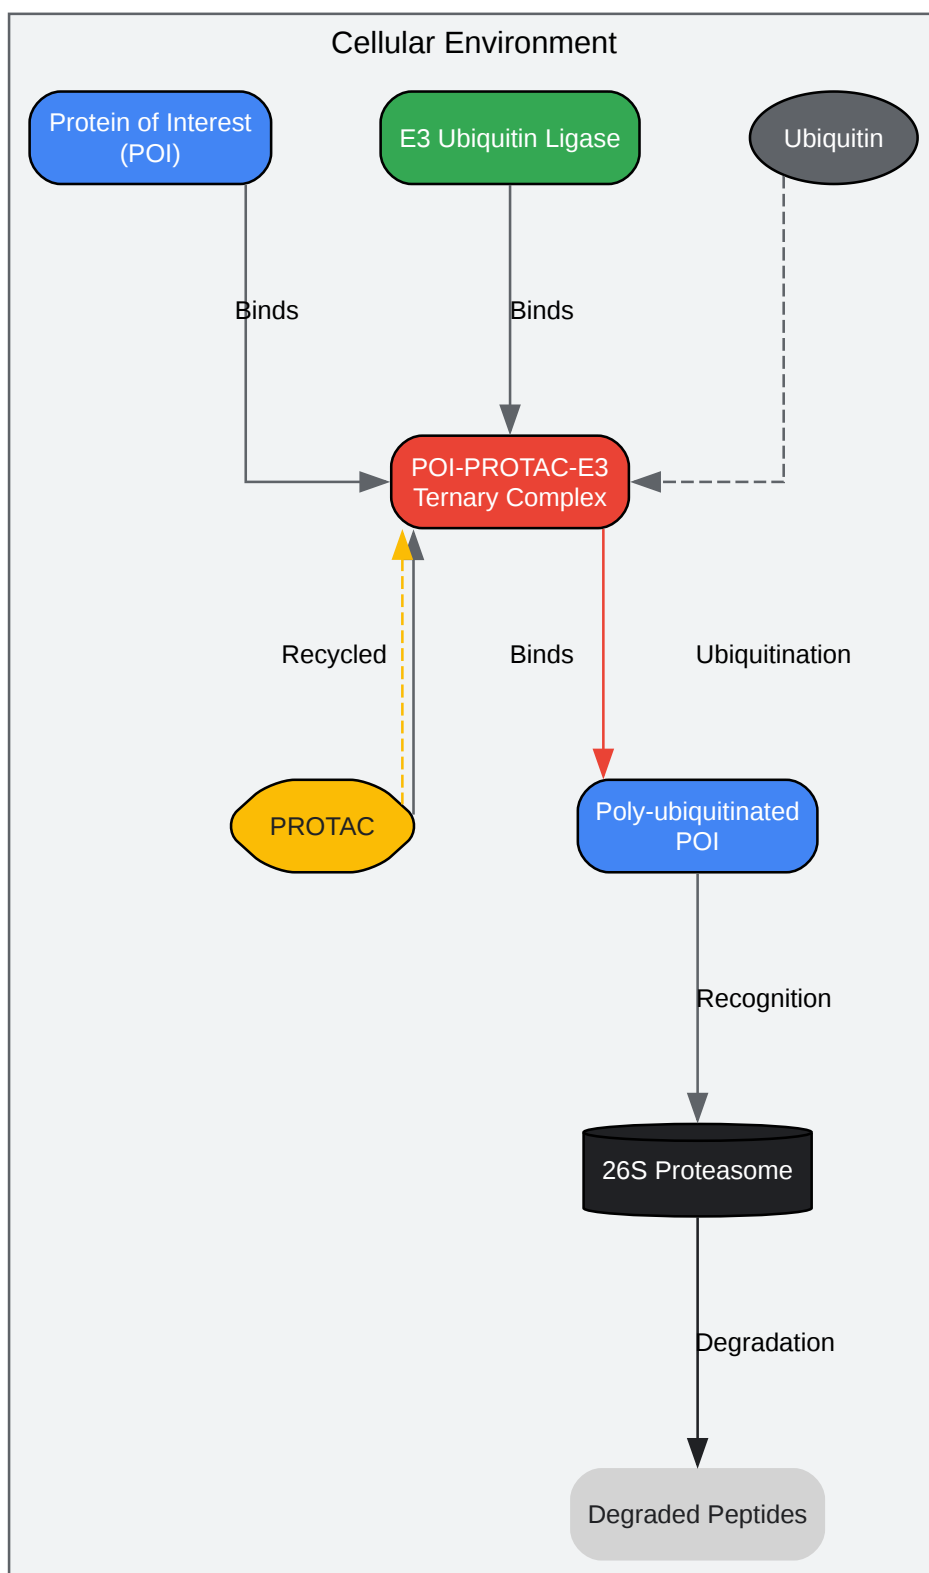 Cellular Environment
Protein of Interest
(POI)
E3 Ubiquitin Ligase
Ubiquitin
Binds
Binds
POI-PROTAC-E3
Ternary Complex
Recycled
Binds
Ubiquitination
PROTAC
Poly-ubiquitinated
POI
Recognition
26S Proteasome
Degradation
Degraded Peptides